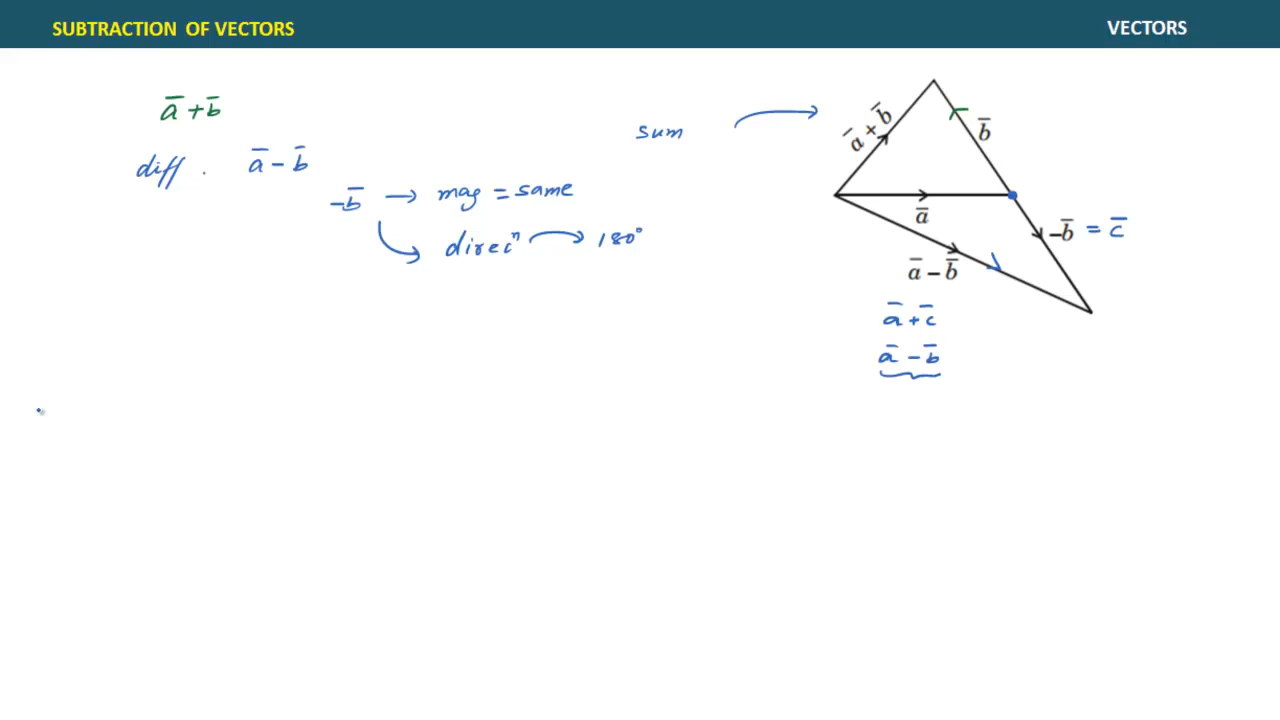 SUBTRACTION OF VECTORS
VECTORS
a̅ + b̅
diff . a̅ - b̅
-b̅ → mag = same
direcⁿ → 180°
sum
a̅ + b̅
b̅
a̅
-b̅ = c̅
a̅ - b̅
a̅ + c̅
a̅ - b̅